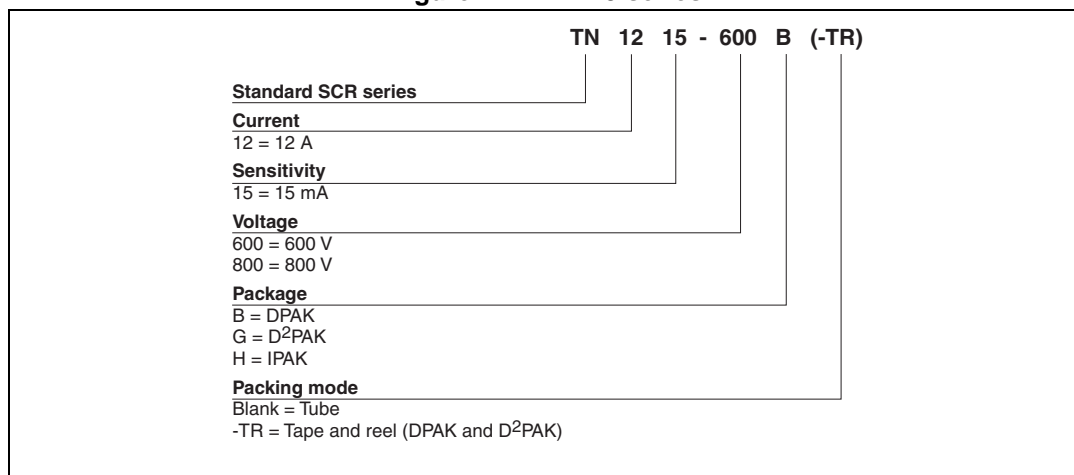 TN 12 15 - 600 B (-TR)
Standard SCR series
Current
12 = 12 A
Sensitivity
15 = 15 mA
Voltage
600 = 600 V
800 = 800 V
Package
B = DPAK
G = D²PAK
H = IPAK
Packing mode
Blank = Tube
-TR = Tape and reel (DPAK and D²PAK)